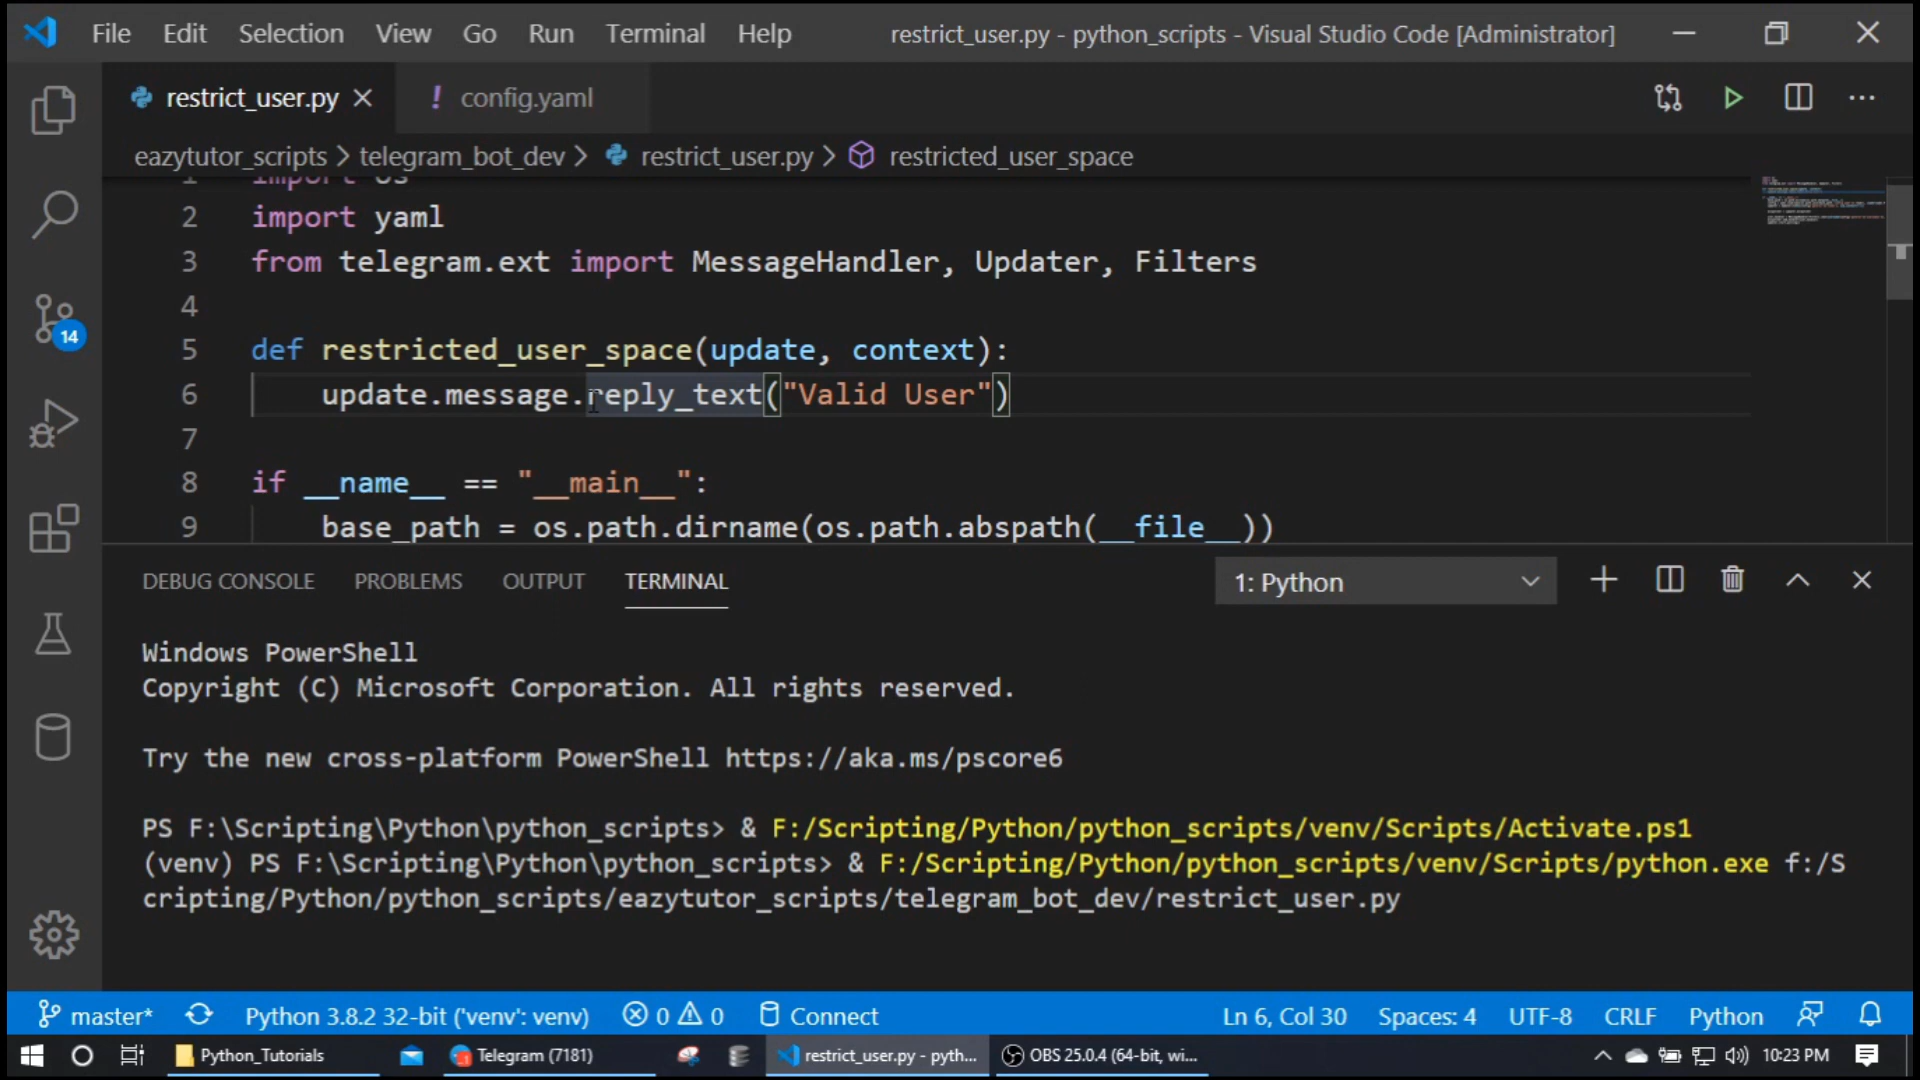 File Edit Selection View Go Run Terminal Help restrict_user.py - python_scripts - Visual Studio Code [Administrator]
restrict_user.py config.yaml
eazytutor_scripts > telegram_bot_dev > restrict_user.py > restricted_user_space
1 import os
2 import yaml
3 from telegram.ext import MessageHandler, Updater, Filters
4
5 def restricted_user_space(update, context):
6 update.message.reply_text("Valid User")
7
8 if __name__ == "__main__":
9 base_path = os.path.dirname(os.path.abspath(__file__))
14
DEBUG CONSOLE PROBLEMS OUTPUT TERMINAL 1: Python
Windows PowerShell
Copyright (C) Microsoft Corporation. All rights reserved.
Try the new cross-platform PowerShell https://aka.ms/pscore6
PS F:\Scripting\Python\python_scripts> & F:/Scripting/Python/python_scripts/venv/Scripts/Activate.ps1
(venv) PS F:\Scripting\Python\python_scripts> & F:/Scripting/Python/python_scripts/venv/Scripts/python.exe f:/S
cripting/Python/python_scripts/eazytutor_scripts/telegram_bot_dev/restrict_user.py
master* Python 3.8.2 32-bit ('venv': venv) 0 0 Connect Ln 6, Col 30 Spaces: 4 UTF-8 CRLF Python
Python_Tutorials Telegram (7181) restrict_user.py - pyth... OBS 25.0.4 (64-bit, wi... 10:23 PM